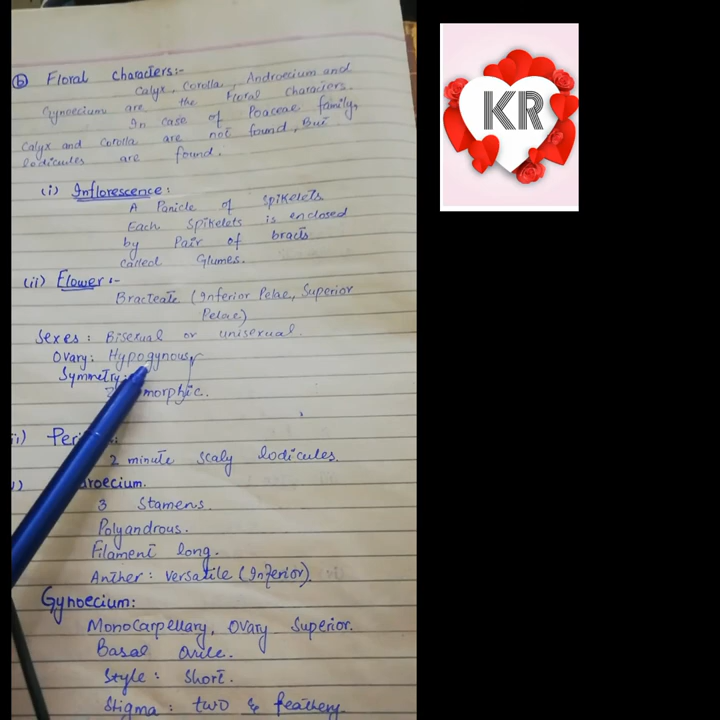 (b) Floral Characters:-
Calyx, Corolla, Androecium and
Gynoecium are the Floral Characters.
In case of Poaceae family,
Calyx and Corolla are not found, But
lodicules are found.
(i) Inflorescence:
A Panicle of Spikelets
Each Spikelets is enclosed
by Pair of bracts
called Glumes.
(ii) Flower:-
Bracteate (Inferior Pelae, Superior
Pelae)
Sexes: Bisexual or unisexual.
Ovary: Hypogynous
Symmetry:
morphic.
2 minute scaly lodicules.
3 Stamens.
Polyandrous.
Filament long.
Anther: Versatile (Inferior).
Gynoecium:
Monocarpellary, Ovary Superior.
Basal Ovule.
Style: Short.
Stigma: two & feathery.
KR